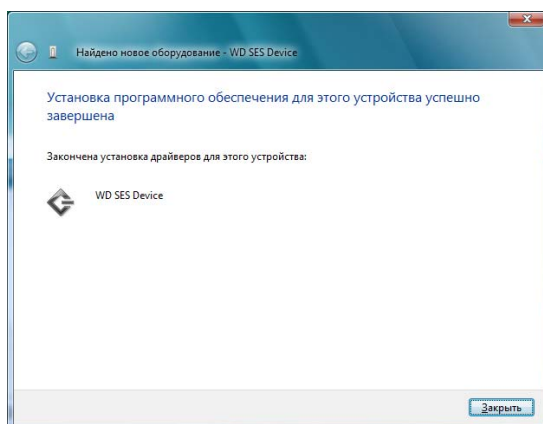 Найдено новое оборудование - WD SES Device
Установка программного обеспечения для этого устройства успешно
завершена
Закончена установка драйверов для этого устройства:
WD SES Device
Закрыть